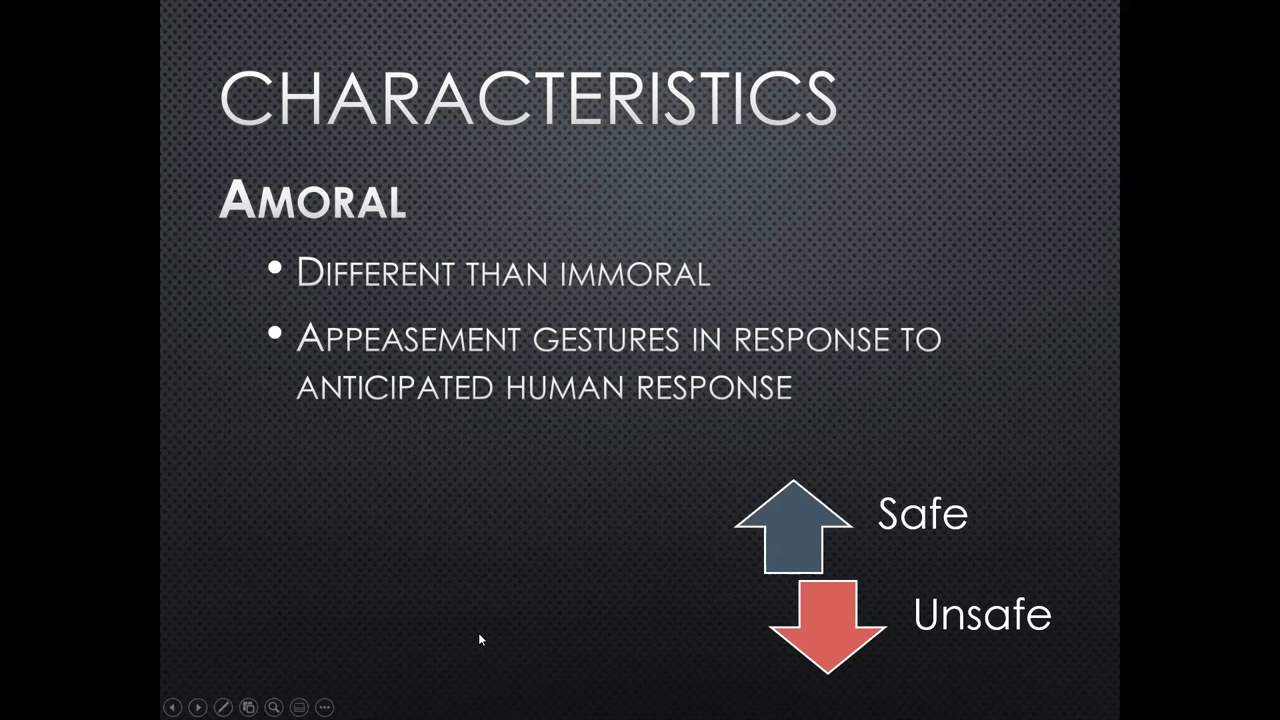 CHARACTERISTICS
AMORAL
• DIFFERENT THAN IMMORAL
• APPEASEMENT GESTURES IN RESPONSE TO
ANTICIPATED HUMAN RESPONSE
Safe
Unsafe